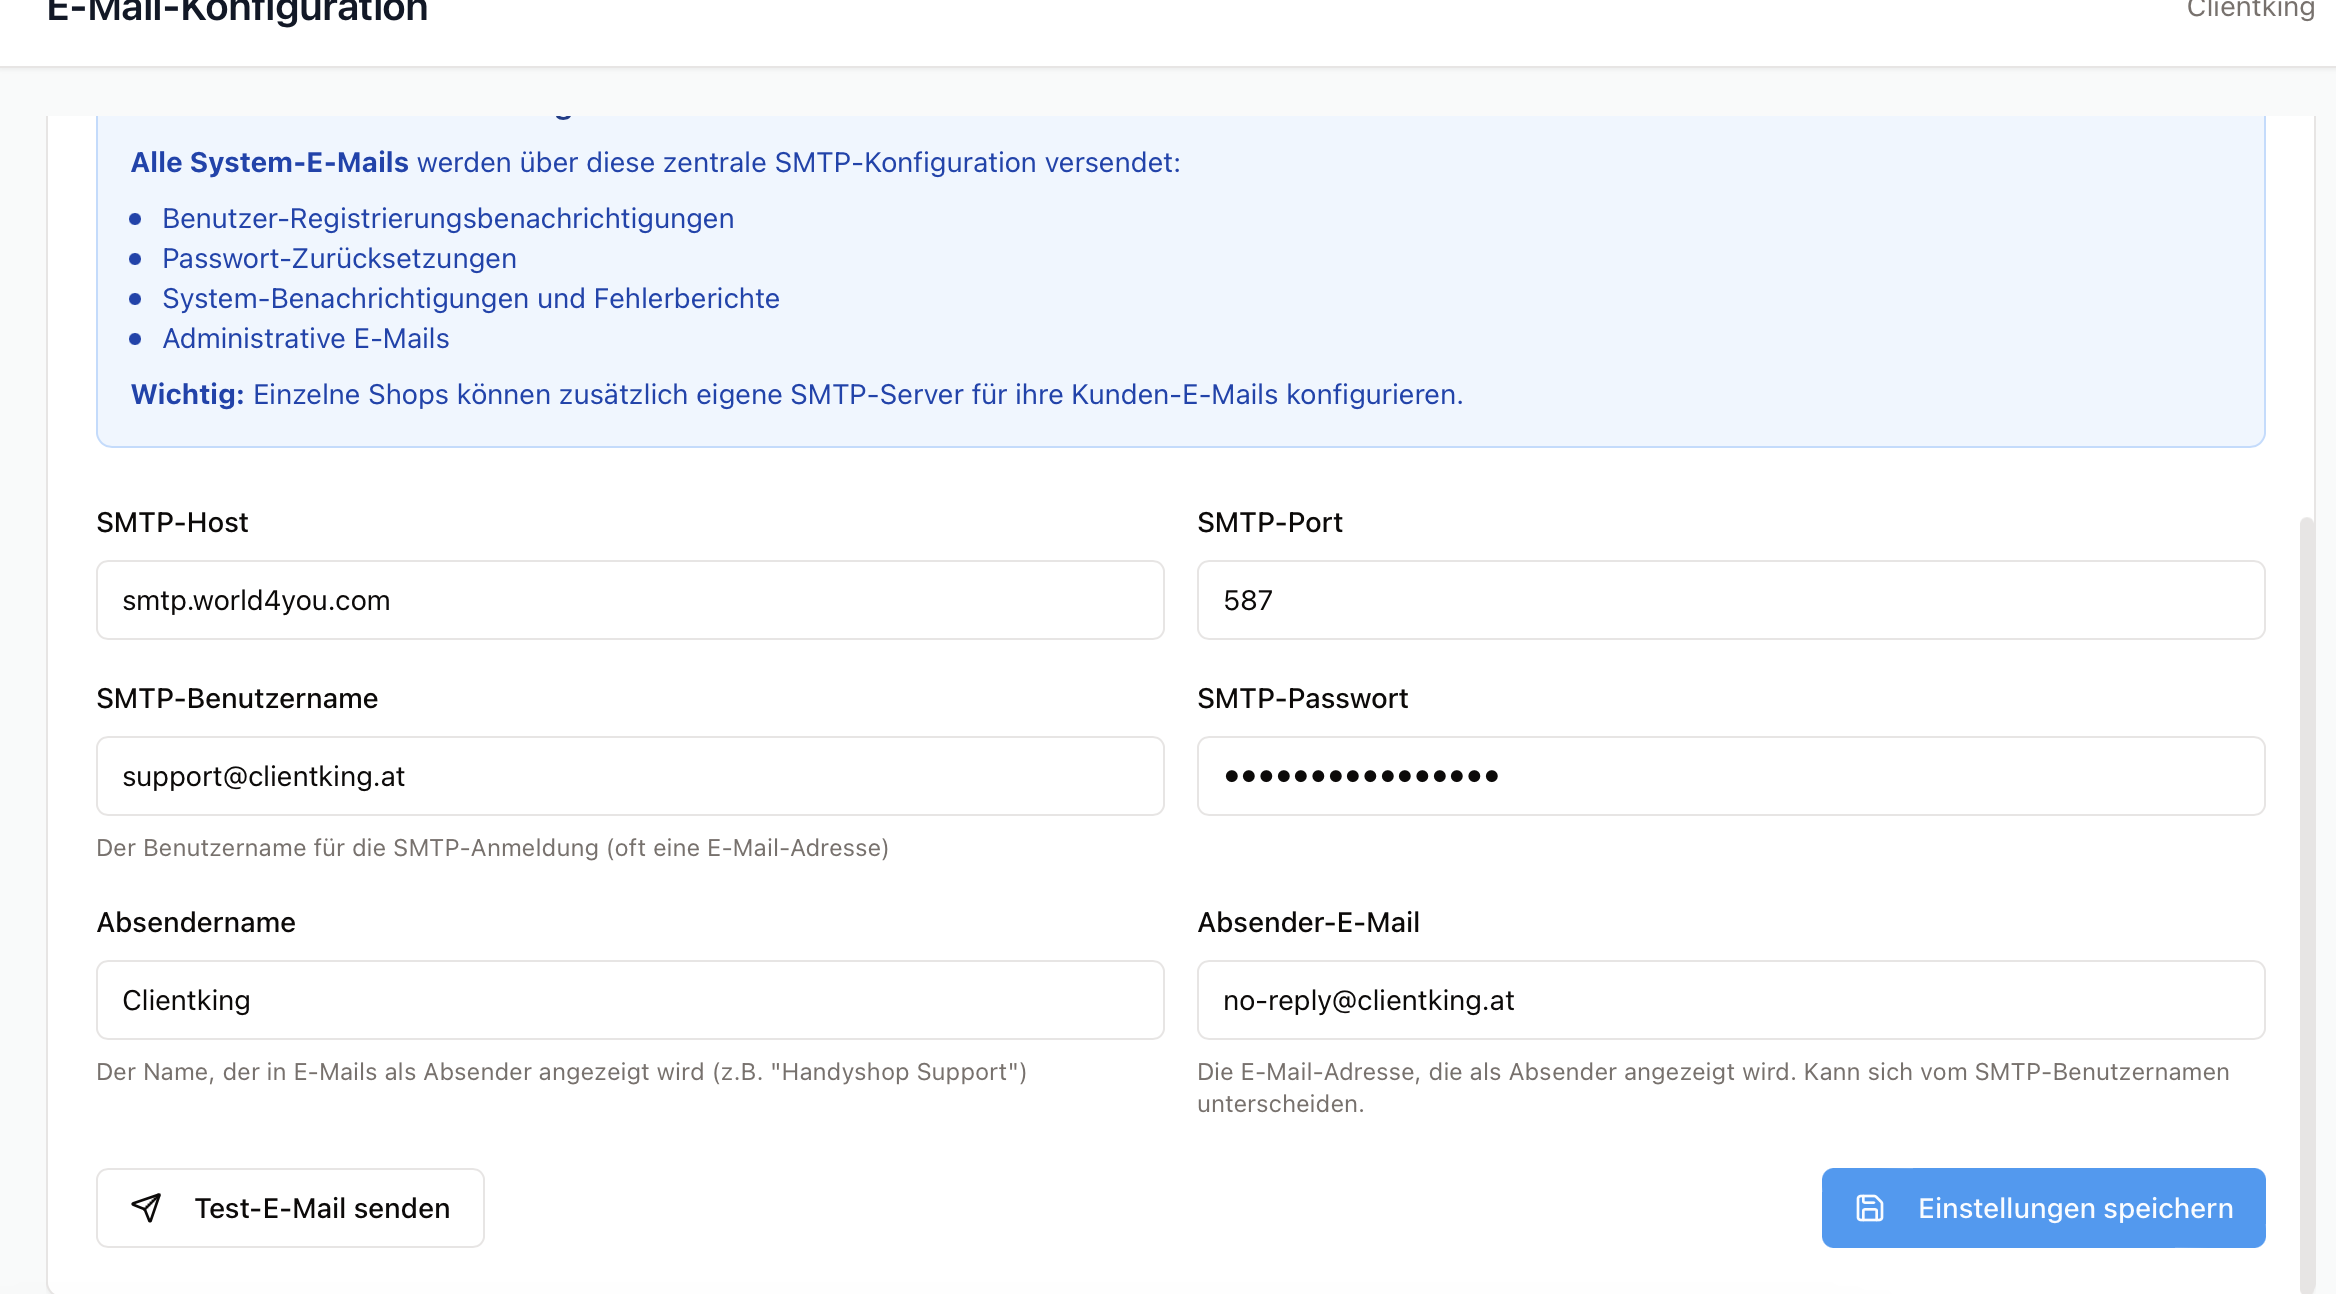 E-Mail-Konfiguration
Clientking
Alle System-E-Mails werden über diese zentrale SMTP-Konfiguration versendet:
• Benutzer-Registrierungsbenachrichtigungen
• Passwort-Zurücksetzungen
• System-Benachrichtigungen und Fehlerberichte
• Administrative E-Mails
Wichtig: Einzelne Shops können zusätzlich eigene SMTP-Server für ihre Kunden-E-Mails konfigurieren.
SMTP-Host
SMTP-Port
smtp.world4you.com
587
SMTP-Benutzername
SMTP-Passwort
support@clientking.at
••••••••••••••••
Der Benutzername für die SMTP-Anmeldung (oft eine E-Mail-Adresse)
Absendername
Absender-E-Mail
Clientking
no-reply@clientking.at
Der Name, der in E-Mails als Absender angezeigt wird (z.B. "Handyshop Support")
Die E-Mail-Adresse, die als Absender angezeigt wird. Kann sich vom SMTP-Benutzernamen
unterscheiden.
Test-E-Mail senden
Einstellungen speichern